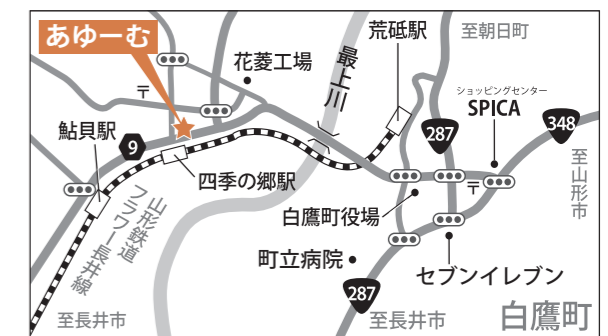 あゆーむ
荒砥駅
至朝日町
花菱工場
最上川
ショッピングセンター
SPICA
〒
鮎貝駅
9
287
348
四季の郷駅
至山形市
〒
白鷹町役場
山形鉄道
フラワー長井線
町立病院
セブンイレブン
287
至長井市
至長井市
白鷹町